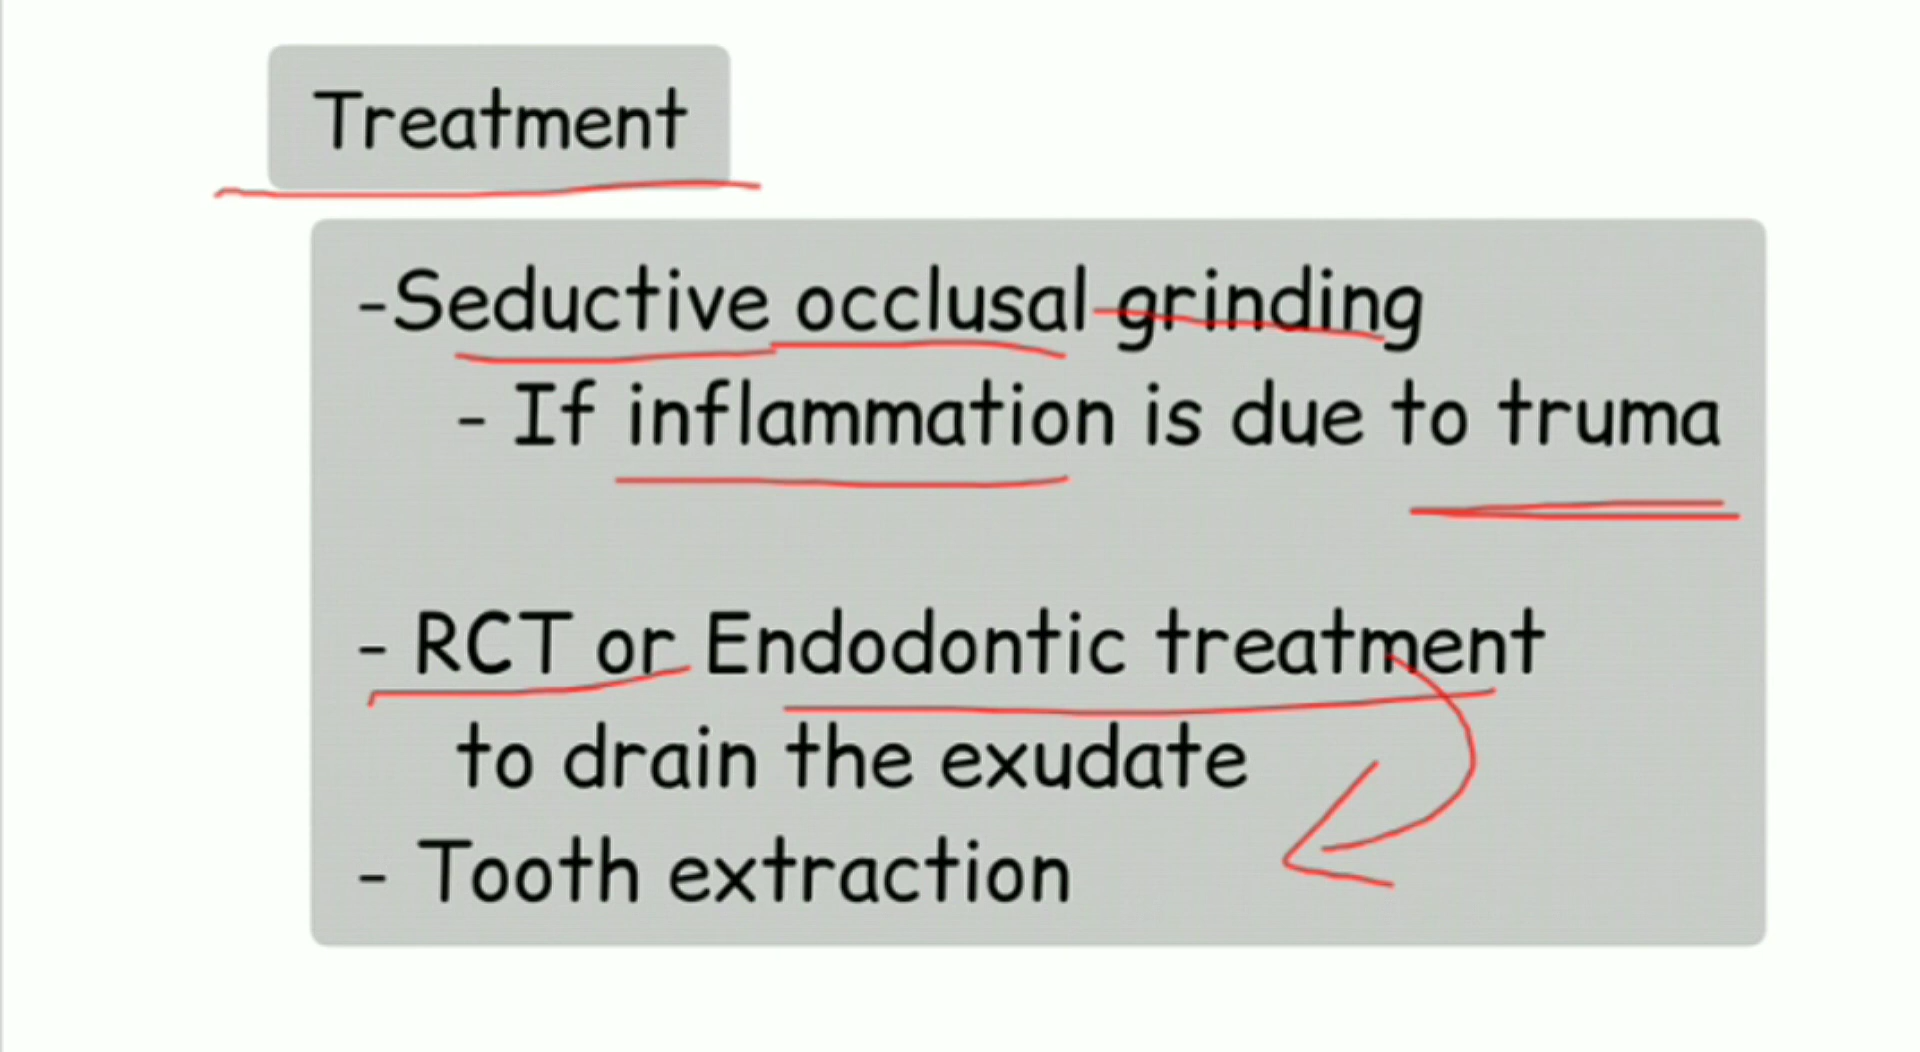 Treatment
-Seductive occlusal grinding
- If inflammation is due to truma
- RCT or Endodontic treatment
to drain the exudate
- Tooth extraction